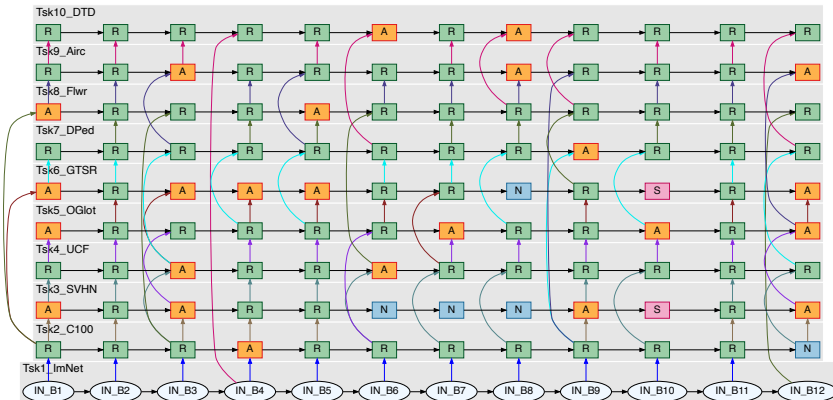 Tsk10_DTD
R R R R R A R A R R R R
Tsk9_Airc
R R A R R R R A R R R A
Tsk8_Flwr
A R R R A R R R R R R R
Tsk7_DPed
R R R R R R R R A R R R
Tsk6_GTSR
A R A A A R R N R S R A
Tsk5_OGlot
A R R R R R A R R A R A
Tsk4_UCF
R R A R R A R R R R R R
Tsk3_SVHN
A R A R R N N N A S R A
Tsk2_C100
R R R A R R R R R R R N
Tsk1_ImNet
IN_B1 IN_B2 IN_B3 IN_B4 IN_B5 IN_B6 IN_B7 IN_B8 IN_B9 IN_B10 IN_B11 IN_B12